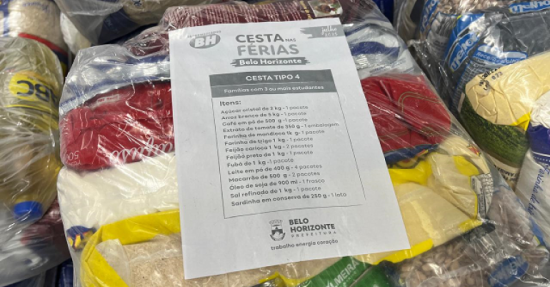 BH
CESTA NAS
FÉRIAS
Belo Horizonte
CESTA TIPO 4
Famílias com 3 ou mais estudantes
Itens:
Açúcar cristal de 2 kg - 1 pacote
Arroz branco de 5 kg - 1 pacote
Café em pó de 500 g - 1 pacote
Extrato de tomate de 350 g - 1 embalagem
Farinha de mandioca 1k g - 1 pacote
Farinha de trigo 1 kg - 1 pacote
Feijão carioca 1 kg - 2 pacotes
Feijão preto de 1 kg - 1 pacote
Fubá de 1 kg - 1 pacote
Leite em pó de 400 g - 4 pacotes
Macarrão de 500 g - 2 pacotes
Óleo de soja de 900 ml - 1 frasco
Sal refinado de 1 kg - 1 pacote
Sardinha em conserva de 250 g - 1 lata
BELO
HORIZONTE
PREFEITURA
trabalho energia coração